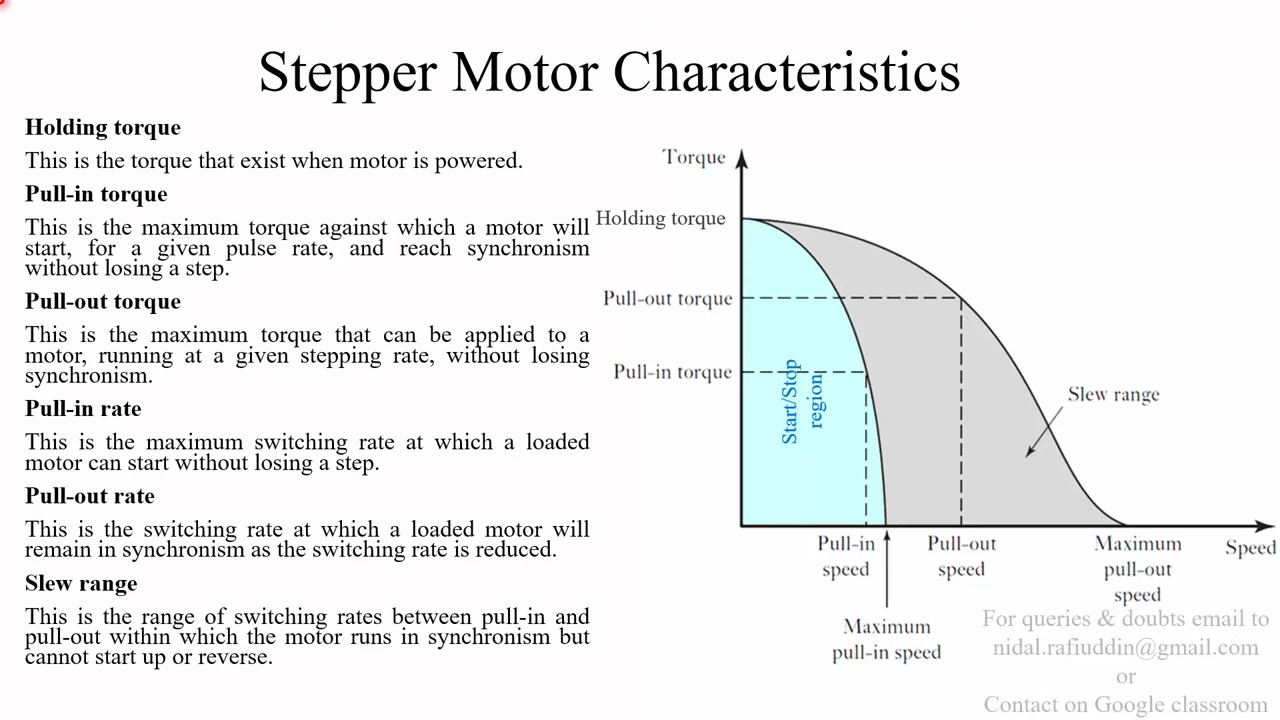 Stepper Motor Characteristics
Holding torque
This is the torque that exist when motor is powered.
Pull-in torque
This is the maximum torque against which a motor will
start, for a given pulse rate, and reach synchronism
without losing a step.
Pull-out torque
This is the maximum torque that can be applied to a
motor, running at a given stepping rate, without losing
synchronism.
Pull-in rate
This is the maximum switching rate at which a loaded
motor can start without losing a step.
Pull-out rate
This is the switching rate at which a loaded motor will
remain in synchronism as the switching rate is reduced.
Slew range
This is the range of switching rates between pull-in and
pull-out within which the motor runs in synchronism but
cannot start up or reverse.
Torque
Holding torque
Pull-out torque
Pull-in torque
Start/Stop
region
Slew range
Pull-in
speed
Pull-out
speed
Maximum
pull-out
speed
Speed
Maximum
pull-in speed
For queries & doubts email to
nidal.rafiuddin@gmail.com
or
Contact on Google classroom